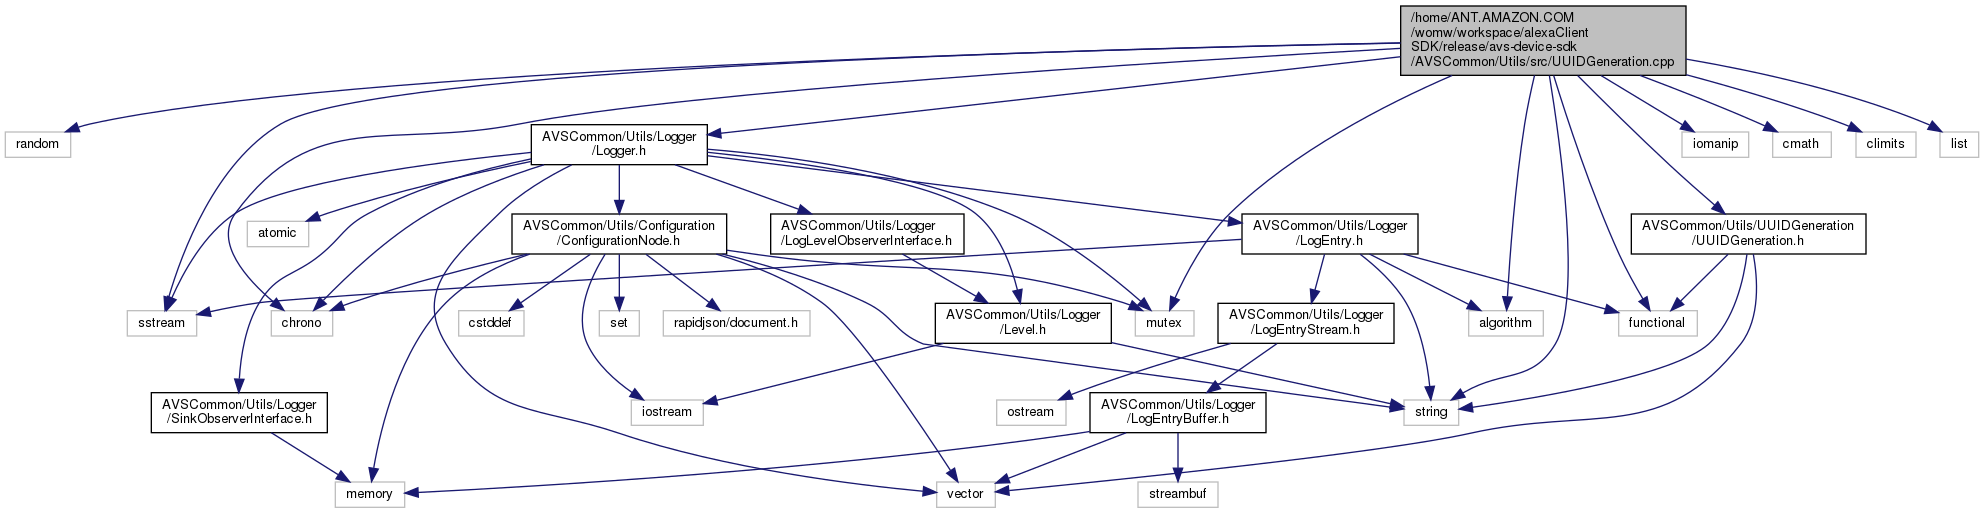 /home/ANT.AMAZON.COM
/womw/workspace/alexaClient
SDK/release/avs-device-sdk
/AVSCommon/Utils/src/UUIDGeneration.cpp
random
AVSCommon/Utils/Logger
/Logger.h
iomanip
cmath
climits
list
atomic
AVSCommon/Utils/Configuration
/ConfigurationNode.h
AVSCommon/Utils/Logger
/LogLevelObserverInterface.h
AVSCommon/Utils/Logger
/LogEntry.h
AVSCommon/Utils/UUIDGeneration
/UUIDGeneration.h
sstream
chrono
cstddef
set
rapidjson/document.h
AVSCommon/Utils/Logger
/Level.h
mutex
AVSCommon/Utils/Logger
/LogEntryStream.h
algorithm
functional
AVSCommon/Utils/Logger
/SinkObserverInterface.h
iostream
ostream
AVSCommon/Utils/Logger
/LogEntryBuffer.h
string
memory
vector
streambuf